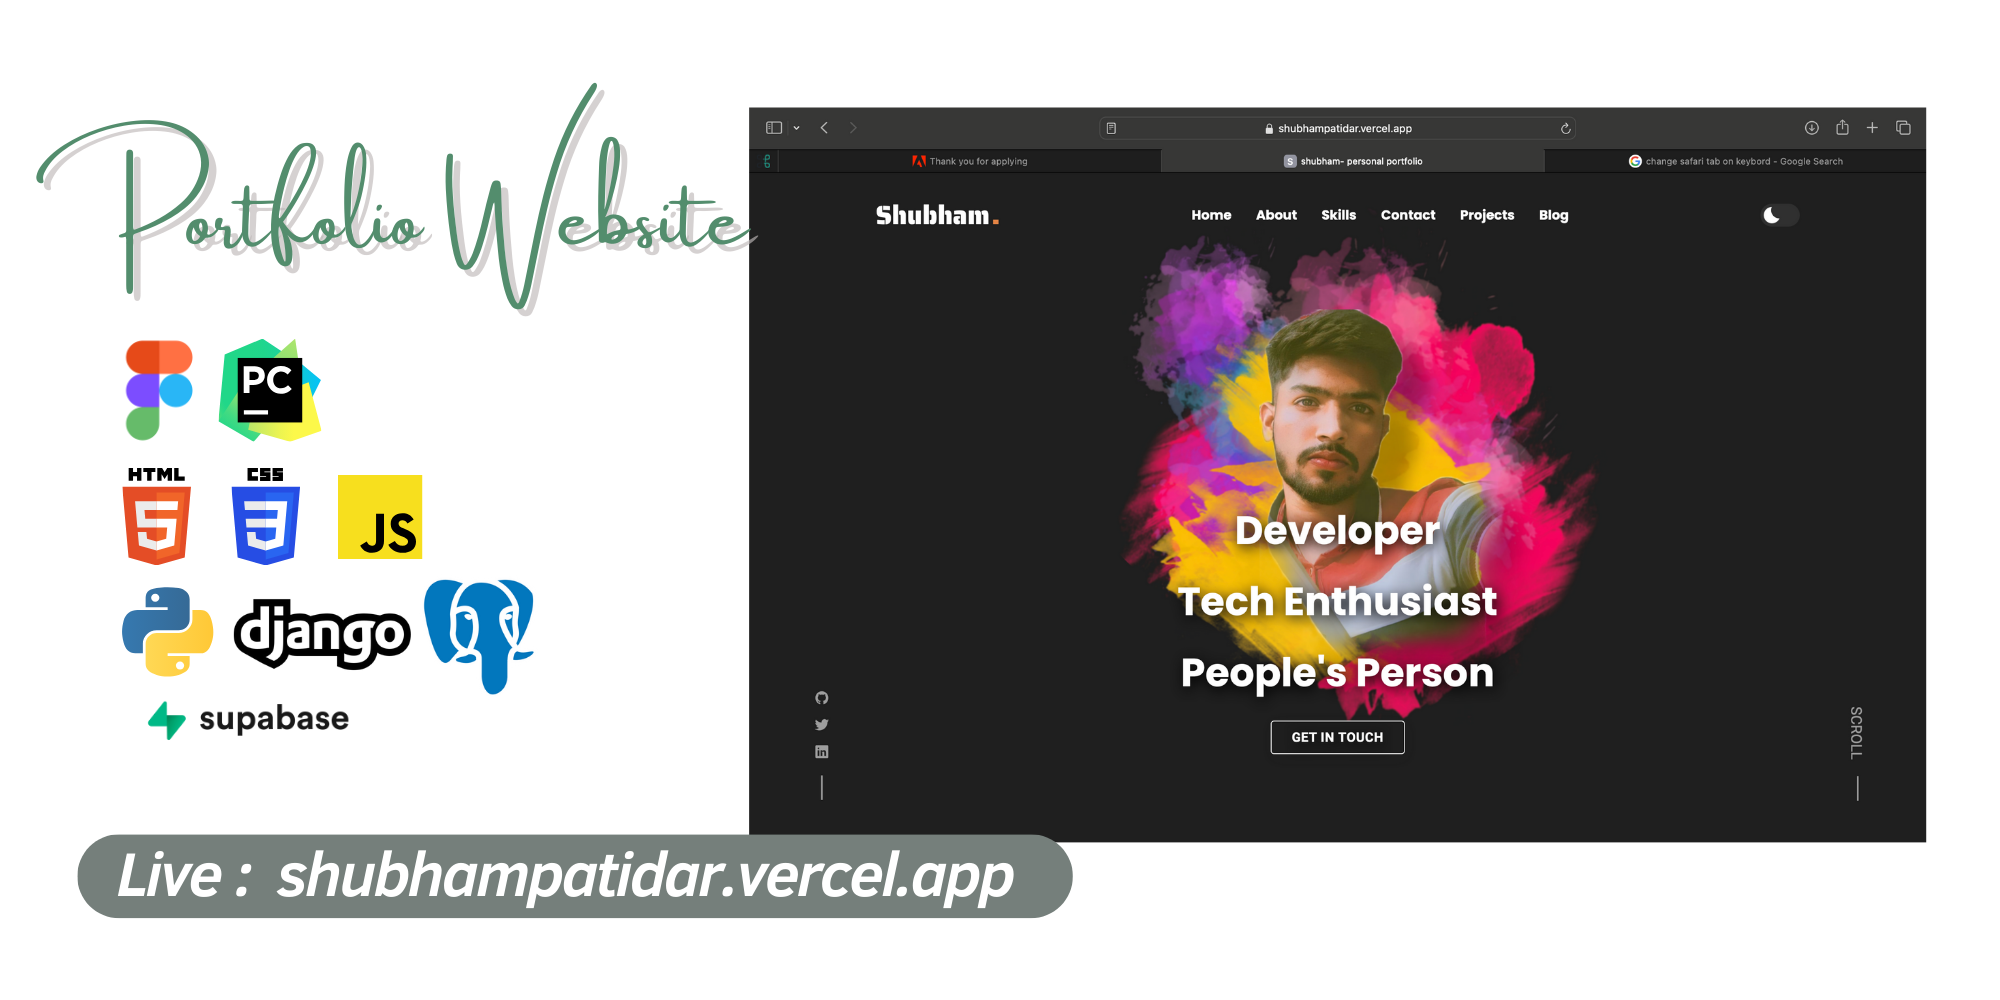 Portfolio Website
PC
HTML
CSS
5
3
JS
django
supabase
shubhampatidar.vercel.app
Thank you for applying
S shubham- personal portfolio
change safari tab on keybord - Google Search
Shubham.
Home About Skills Contact Projects Blog
Developer
Tech Enthusiast
People's Person
GET IN TOUCH
SCROLL
Live : shubhampatidar.vercel.app